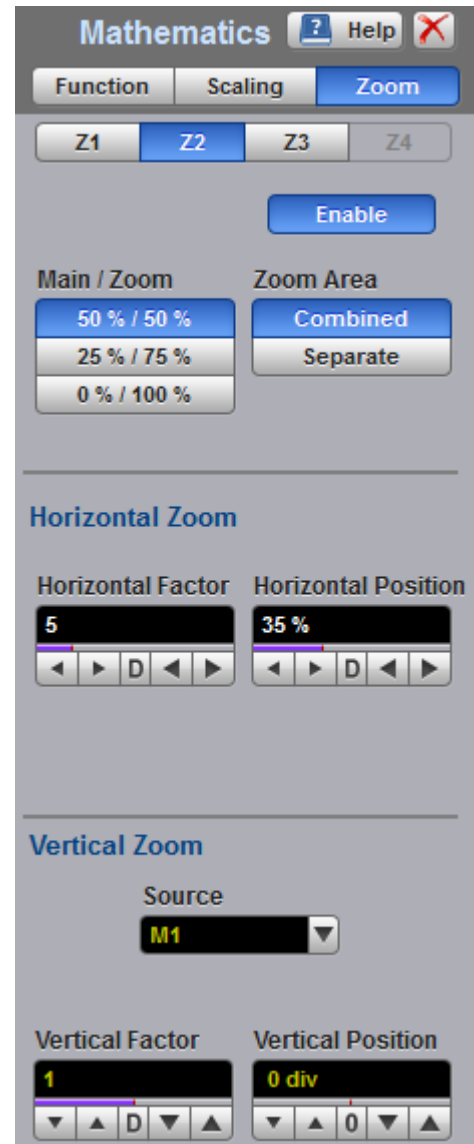 Mathematics ? Help
Function Scaling Zoom
Z1 Z2 Z3 Z4
Enable
Main / Zoom Zoom Area
50 % / 50 % Combined
25 % / 75 % Separate
0 % / 100 %
Horizontal Zoom
Horizontal Factor Horizontal Position
5 35 %
D D
Vertical Zoom
Source
M1
Vertical Factor Vertical Position
1 0 div
D 0